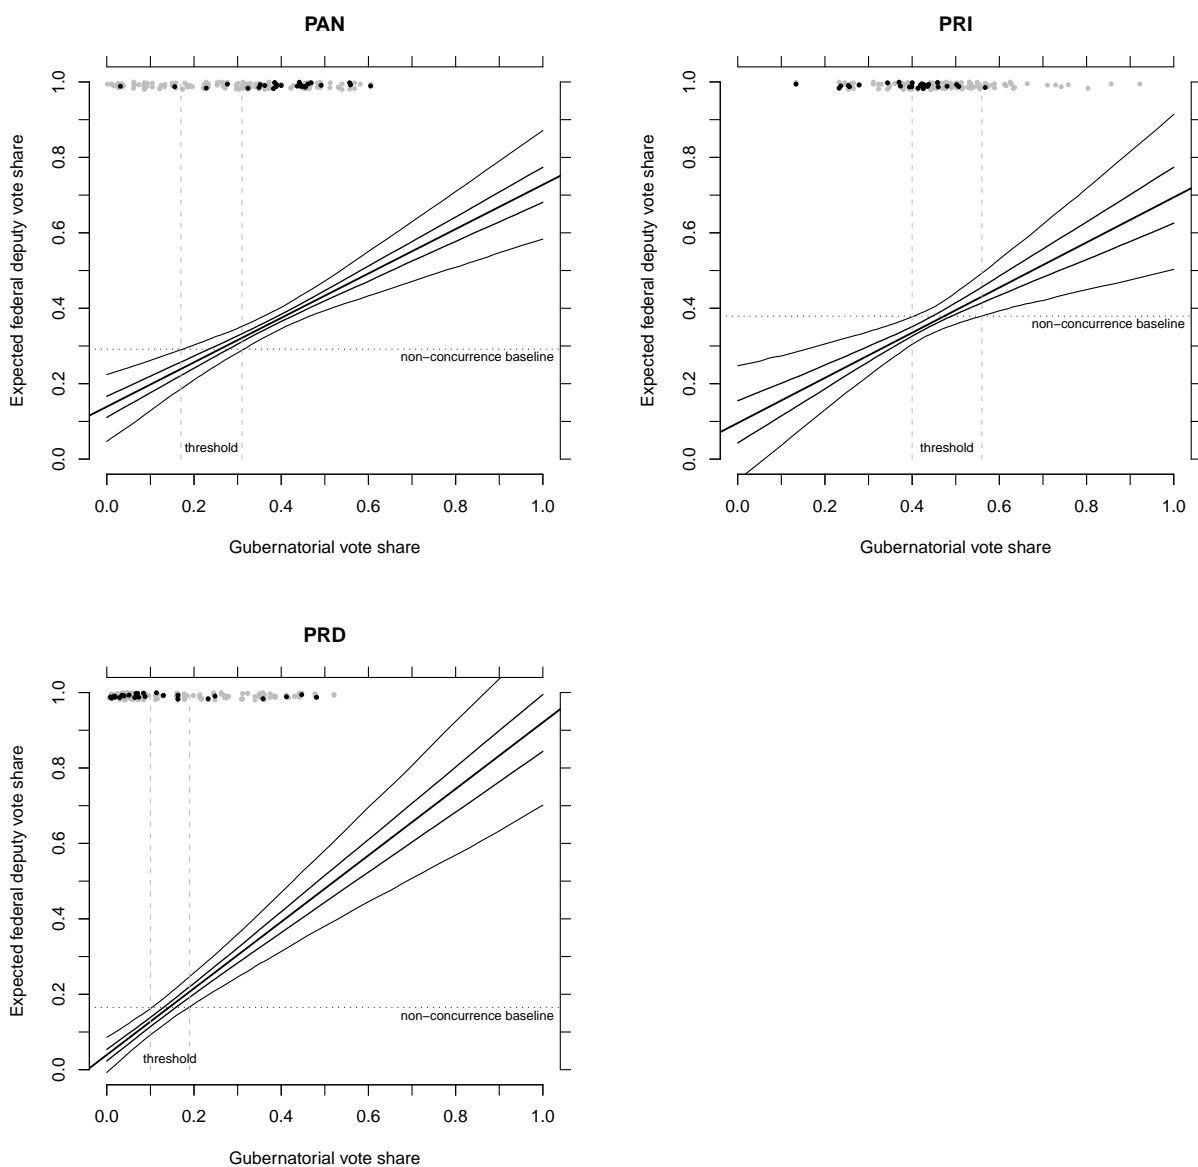 PAN
Expected federal deputy vote share
1.0
0.8
0.6
0.4
0.2
0.0
non−concurrence baseline
threshold
0.0 0.2 0.4 0.6 0.8 1.0
Gubernatorial vote share
PRI
Expected federal deputy vote share
1.0
0.8
0.6
0.4
0.2
0.0
non−concurrence baseline
threshold
0.0 0.2 0.4 0.6 0.8 1.0
Gubernatorial vote share
PRD
Expected federal deputy vote share
1.0
0.8
0.6
0.4
0.2
0.0
non−concurrence baseline
threshold
0.0 0.2 0.4 0.6 0.8 1.0
Gubernatorial vote share